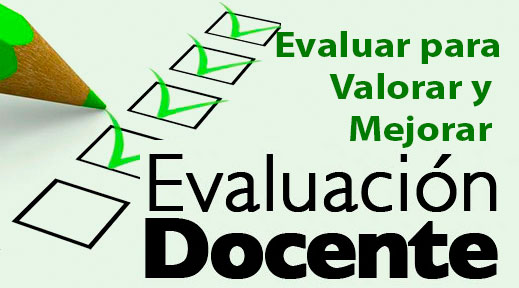 Evaluar para
Valorar y
Mejorar
Evaluación
Docente